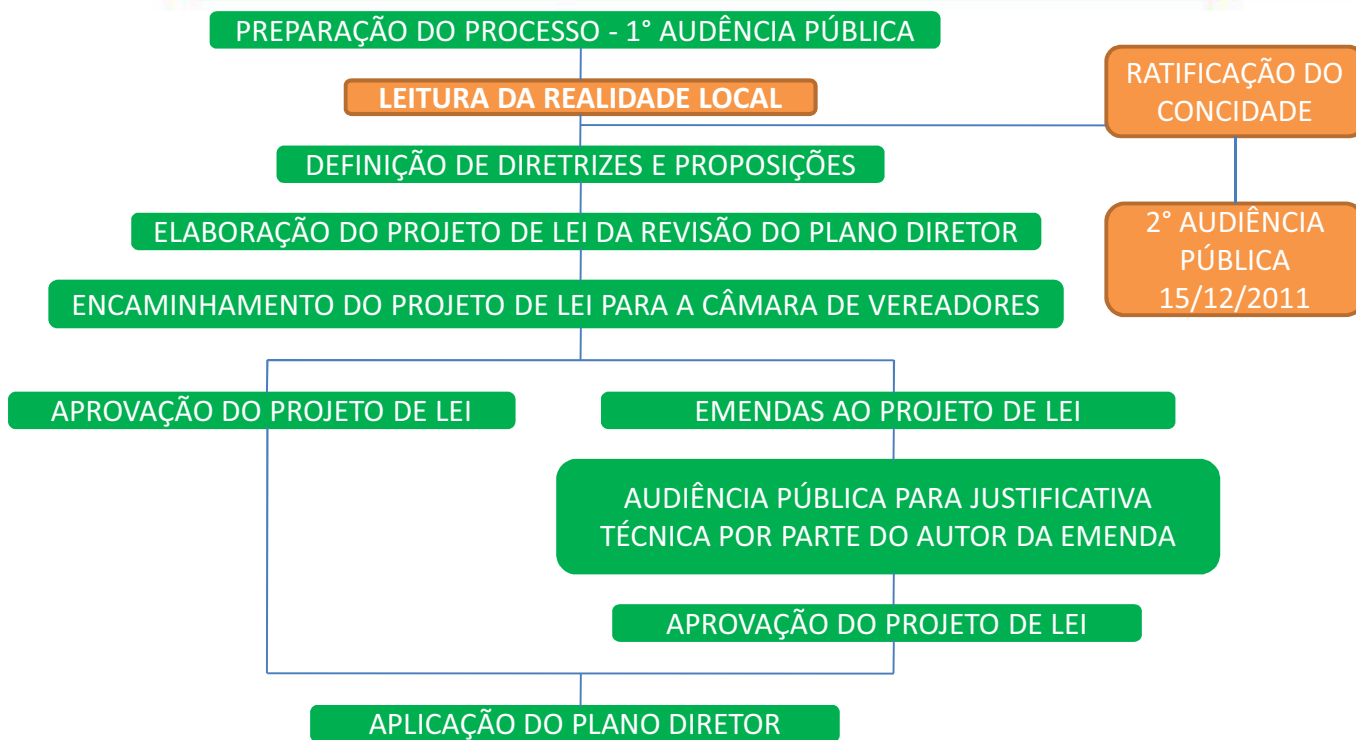 PREPARAÇÃO DO PROCESSO - 1° AUDÊNCIA PÚBLICA
LEITURA DA REALIDADE LOCAL
RATIFICAÇÃO DO
CONCIDADE
DEFINIÇÃO DE DIRETRIZES E PROPOSIÇÕES
2° AUDIÊNCIA
PÚBLICA
15/12/2011
ELABORAÇÃO DO PROJETO DE LEI DA REVISÃO DO PLANO DIRETOR
ENCAMINHAMENTO DO PROJETO DE LEI PARA A CÂMARA DE VEREADORES
APROVAÇÃO DO PROJETO DE LEI
EMENDAS AO PROJETO DE LEI
AUDIÊNCIA PÚBLICA PARA JUSTIFICATIVA
TÉCNICA POR PARTE DO AUTOR DA EMENDA
APROVAÇÃO DO PROJETO DE LEI
APLICAÇÃO DO PLANO DIRETOR